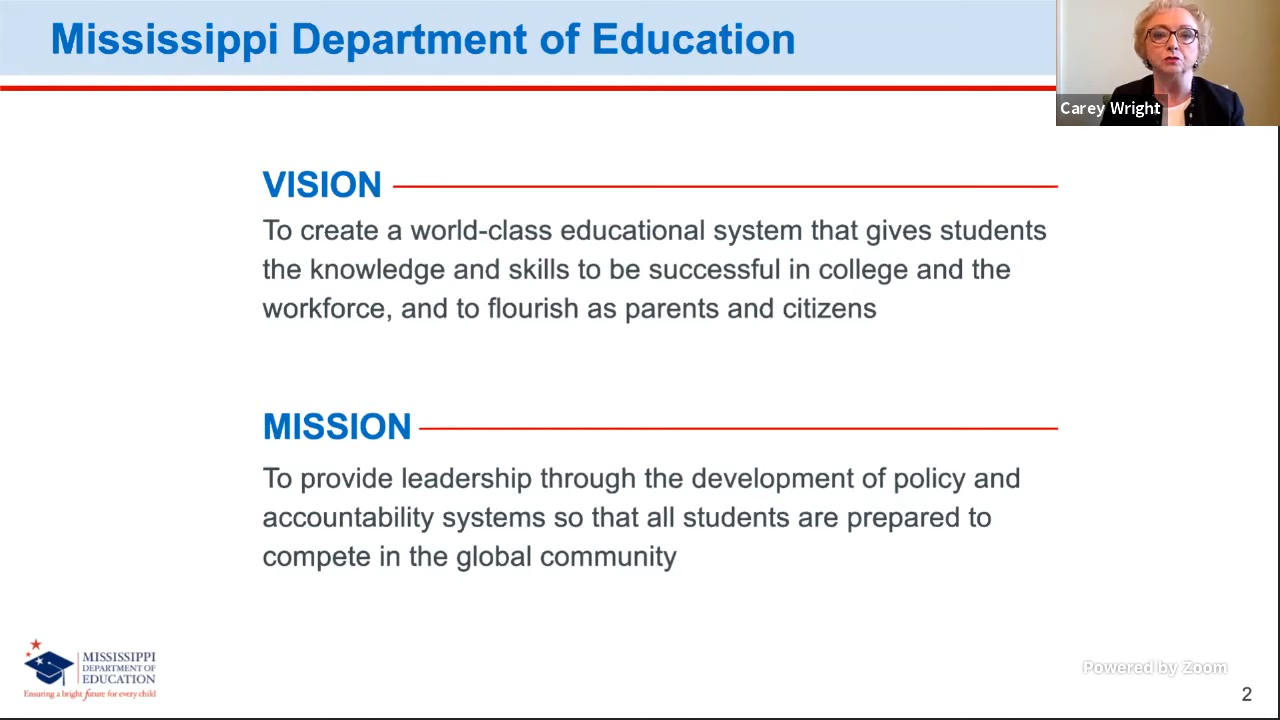 Mississippi Department of Education
Carey Wright
VISION
To create a world-class educational system that gives students
the knowledge and skills to be successful in college and the
workforce, and to flourish as parents and citizens
MISSION
To provide leadership through the development of policy and
accountability systems so that all students are prepared to
compete in the global community
MISSISSIPPI
DEPARTMENT OF
EDUCATION
Ensuring a bright future for every child
Powered by Zoom
2